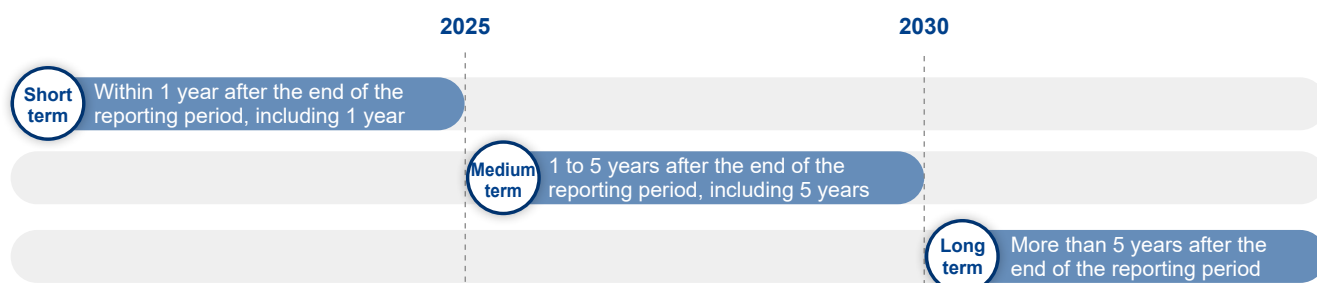 2025
2030
Short
term
Within 1 year after the end of the
reporting period, including 1 year
Medium
term
1 to 5 years after the end of the
reporting period, including 5 years
Long
term
More than 5 years after the
end of the reporting period